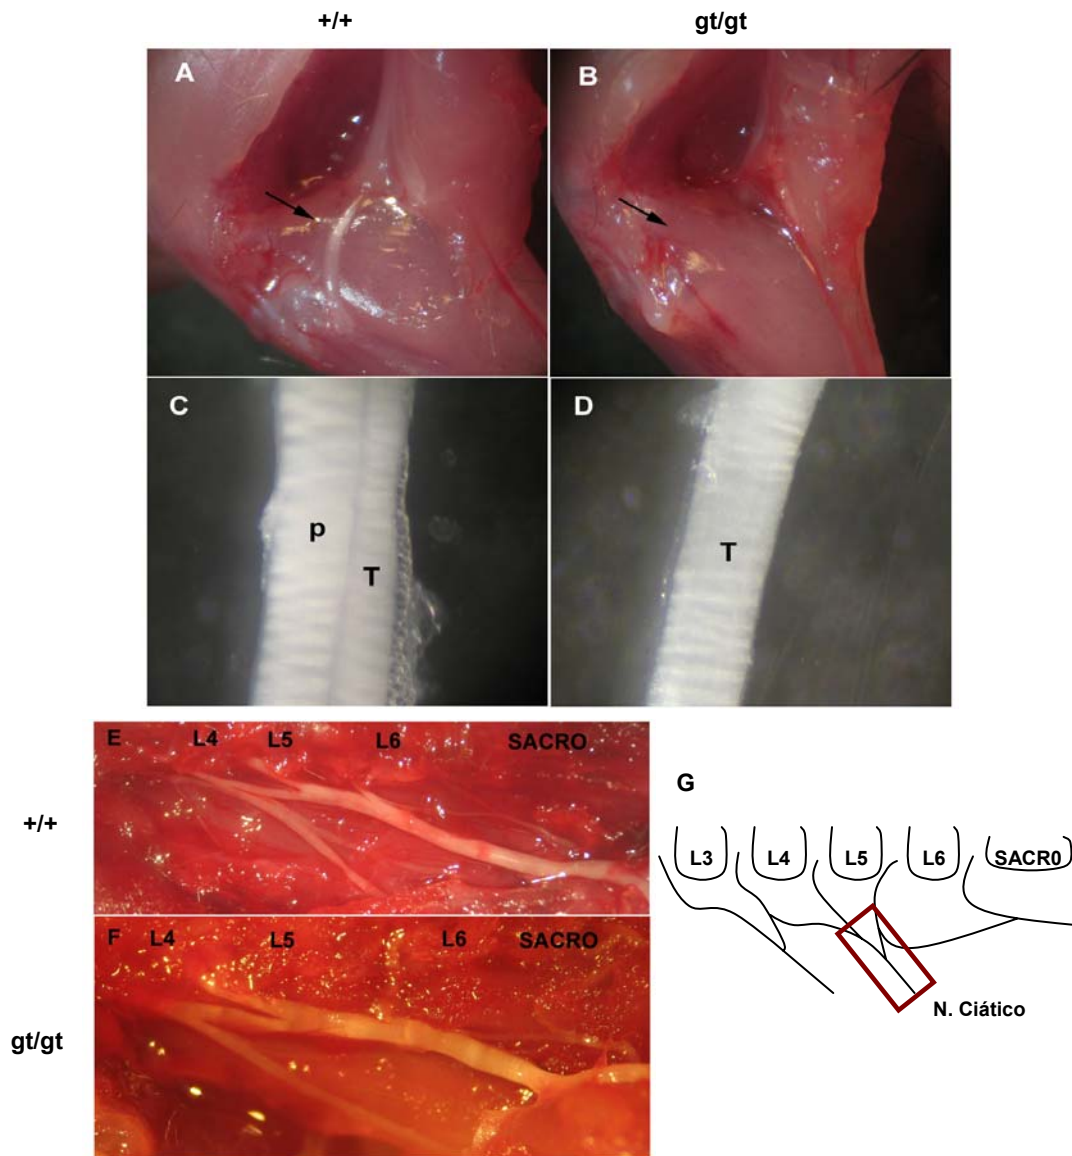 +/+ gt/gt
A B
C D
p T T
E L4 L5 L6 SACRO
+/+
G
L3 L4 L5 L6 SACR0
F L4 L5 L6 SACRO
gt/gt
N. Ciático